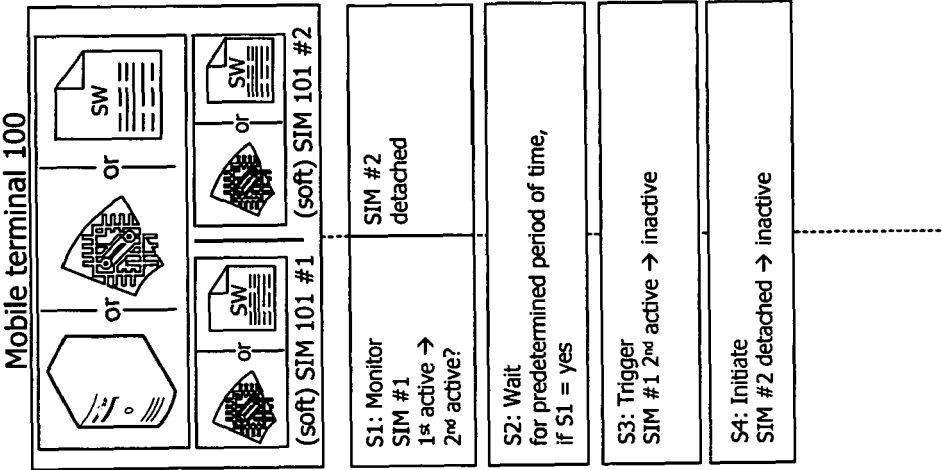 Mobile terminal 100
or
or
SW
or
SW
or
SW
(soft) SIM 101 #1
(soft) SIM 101 #2
S1: Monitor
SIM #1
1st active →
2nd active?
SIM #2
detached
S2: Wait
for predetermined period of time,
if S1 = yes
S3: Trigger
SIM #1 2nd active → inactive
S4: Initiate
SIM #2 detached → inactive